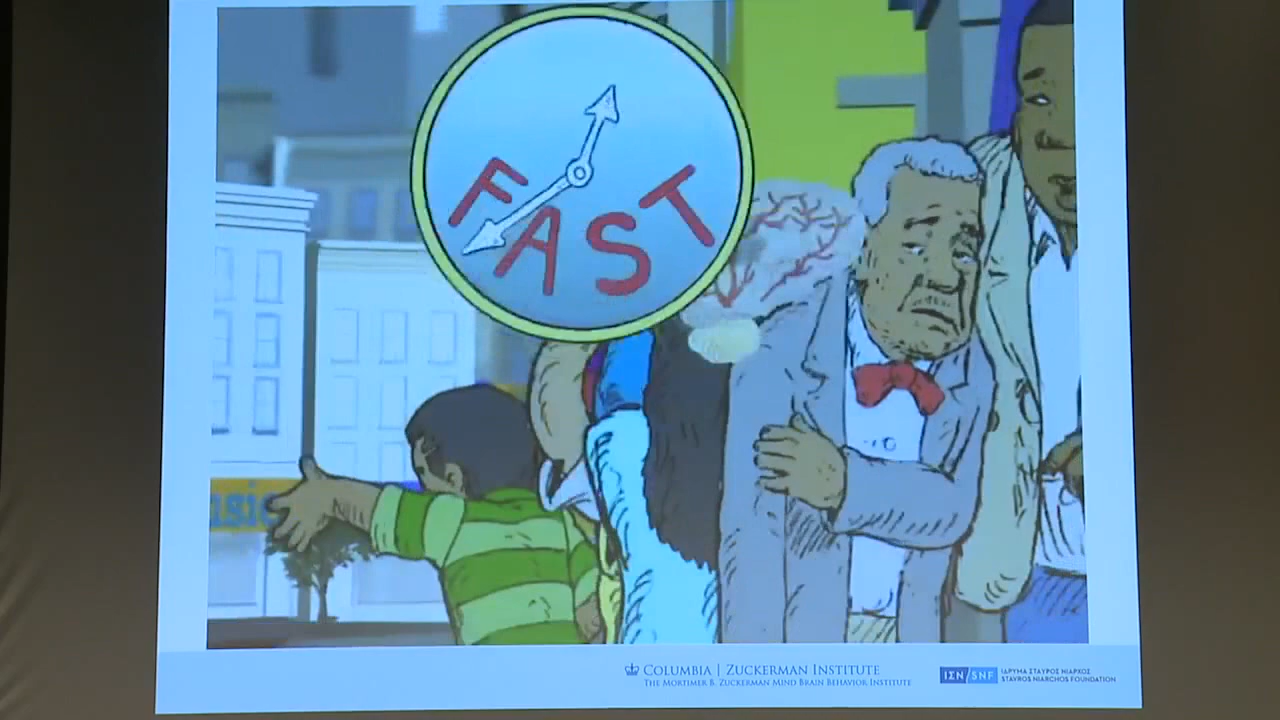 FAST
usic
COLUMBIA | ZUCKERMAN INSTITUTE
THE MORTIMER B. ZUCKERMAN MIND BRAIN BEHAVIOR INSTITUTE
ΙΣΝ/SNF
ΙΔΡΥΜΑ ΣΤΑΥΡΟΣ ΝΙΑΡΧΟΣ
STAVROS NIARCHOS FOUNDATION